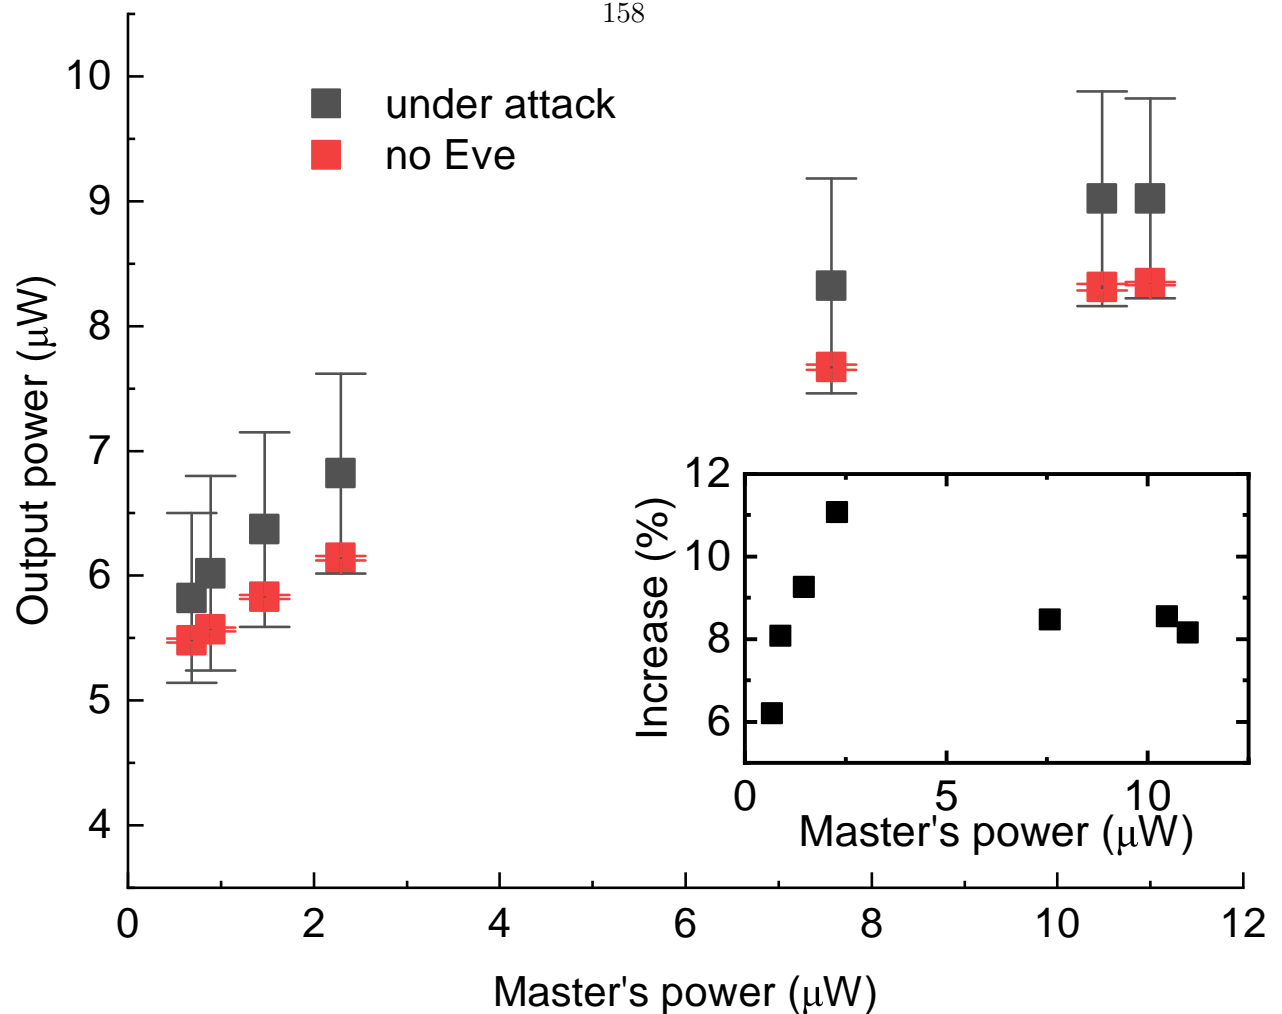 158
10
9
8
7
6
5
4
Output power (μW)
under attack
no Eve
0 2 4 6 8 10 12
Master's power (μW)
12
10
8
6
Increase (%)
0 5 10
Master's power (μW)